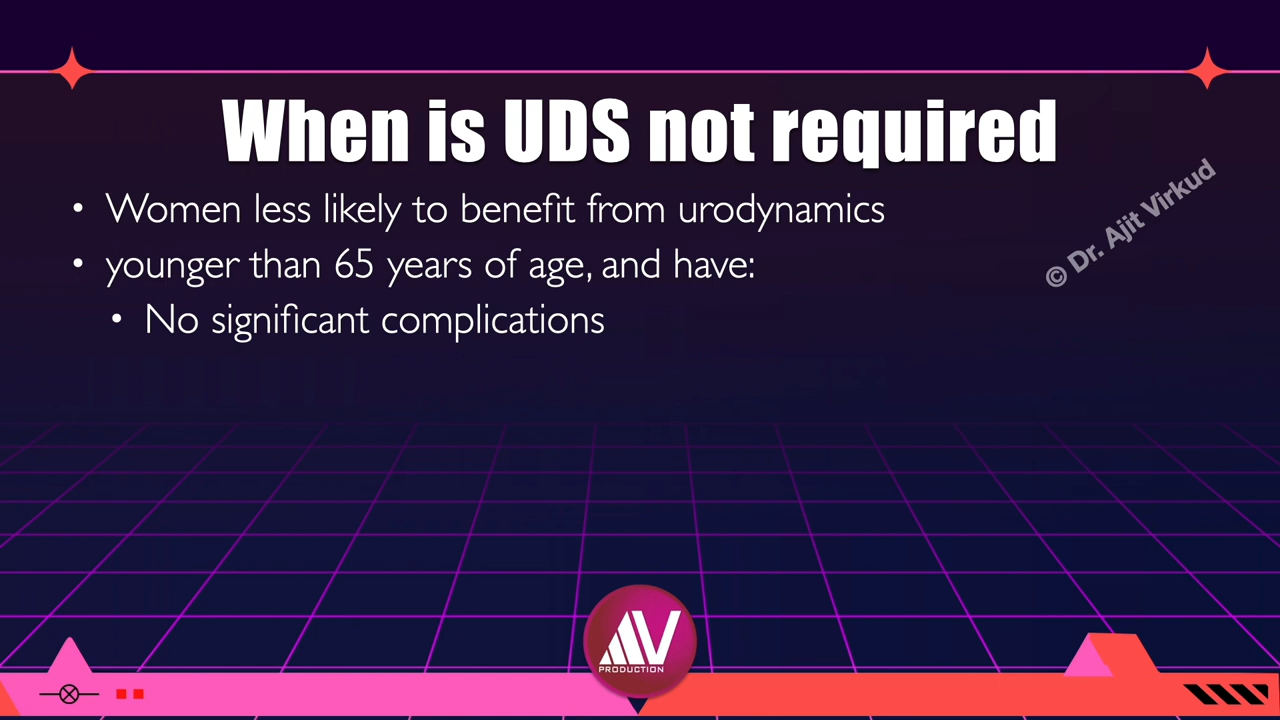 When is UDS not required
• Women less likely to benefit from urodynamics
• younger than 65 years of age, and have:
• No significant complications
© Dr. Ajit Virkud
AV
PRODUCTION